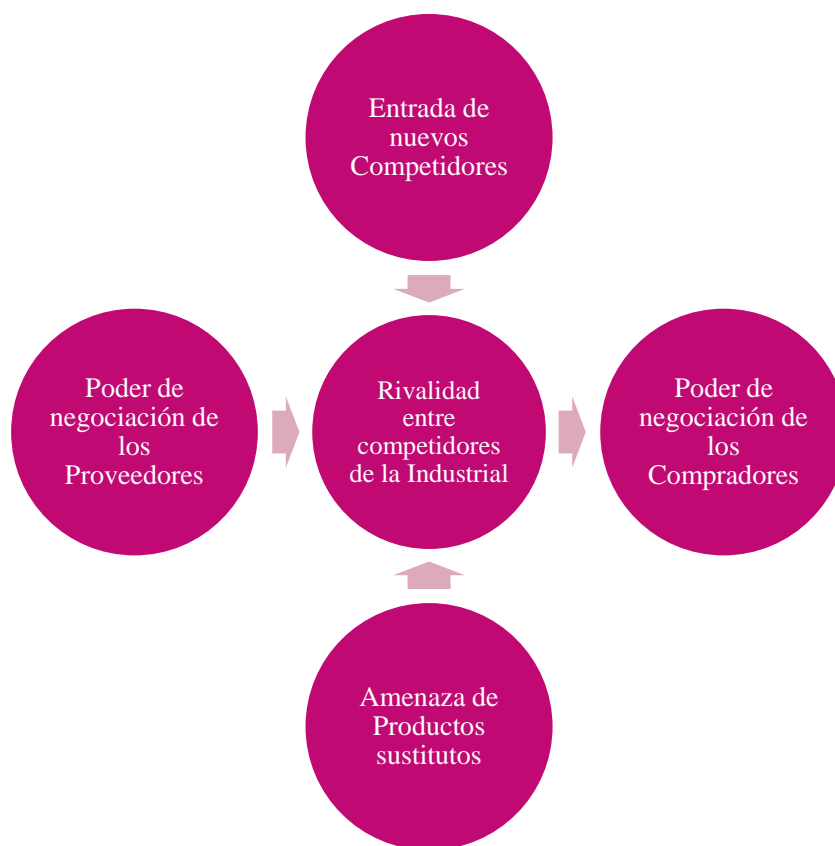 Entrada de
nuevos
Competidores
Poder de
negociación de
los
Proveedores
Rivalidad
entre
competidores
de la Industrial
Poder de
negociación de
los
Compradores
Amenaza de
Productos
sustitutos